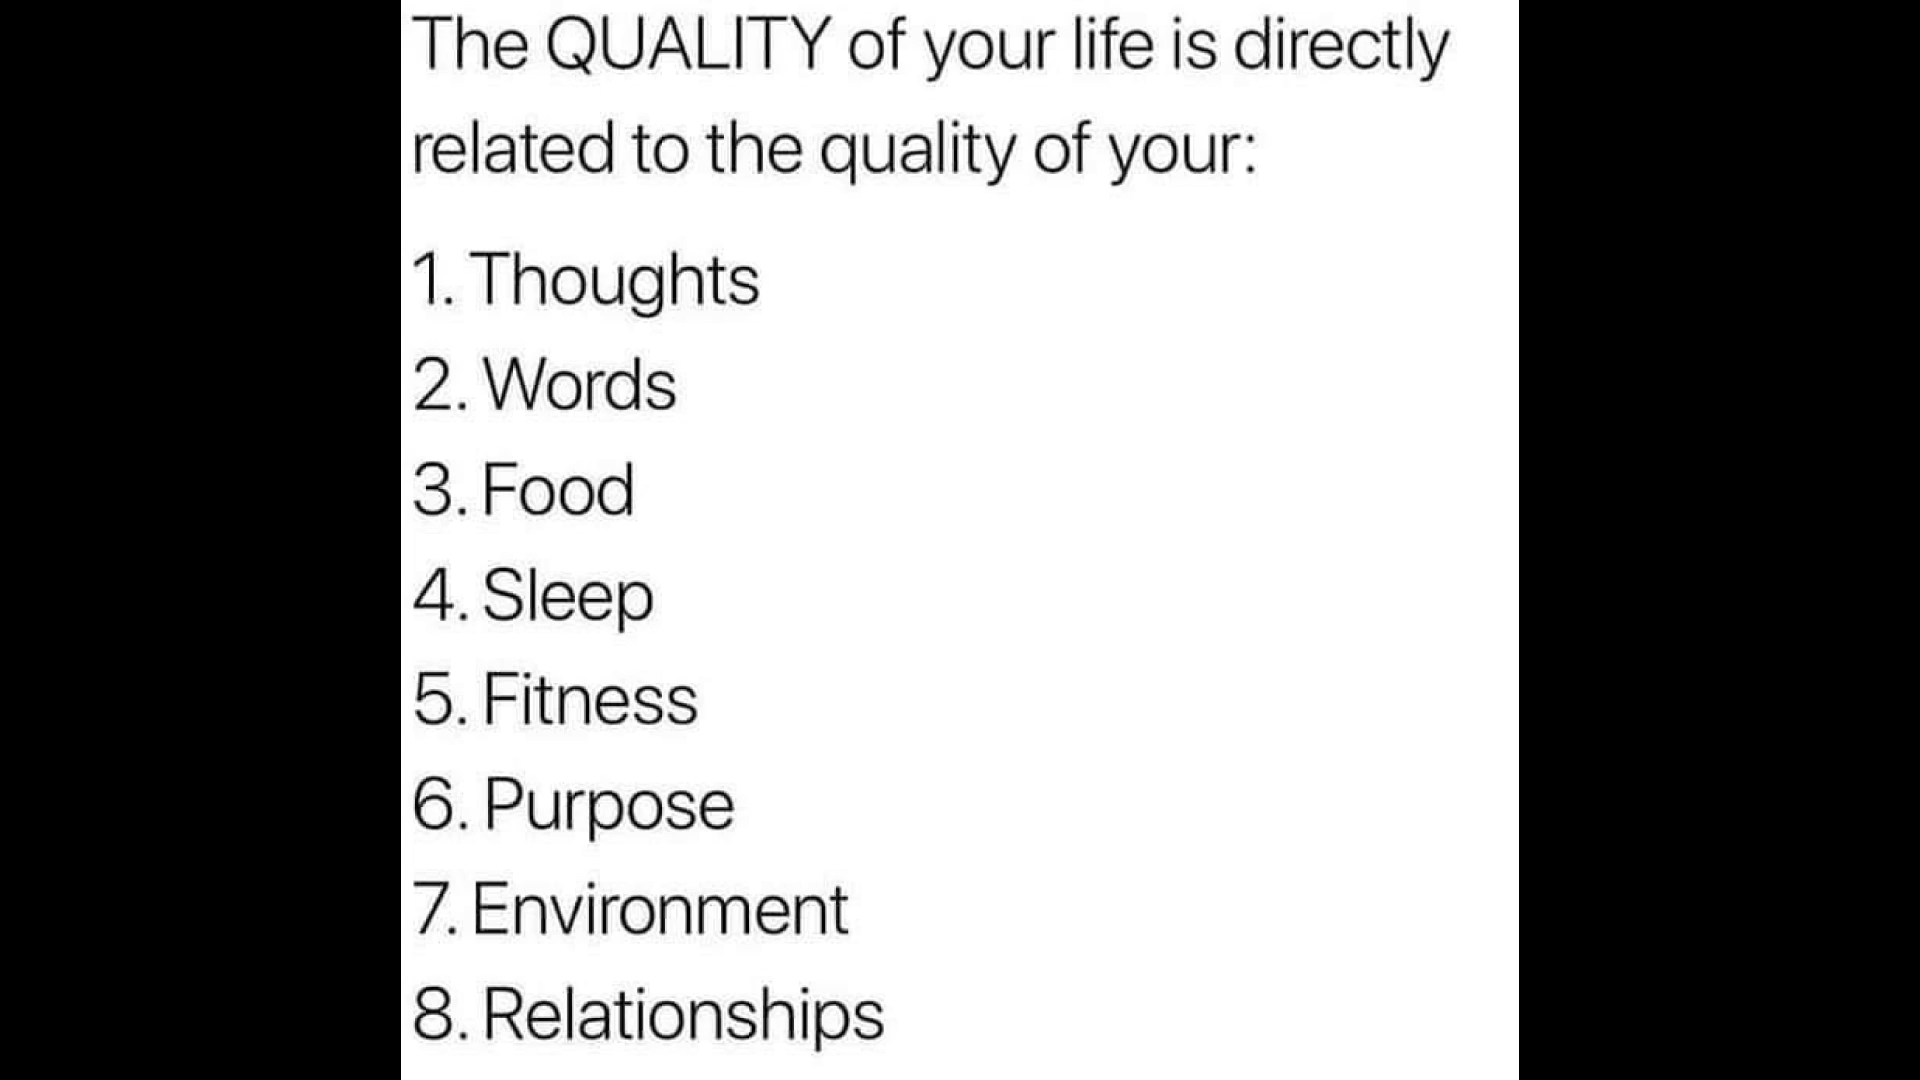 The QUALITY of your life is directly
related to the quality of your:
1. Thoughts
2. Words
3. Food
4. Sleep
5. Fitness
6. Purpose
7. Environment
8. Relationships